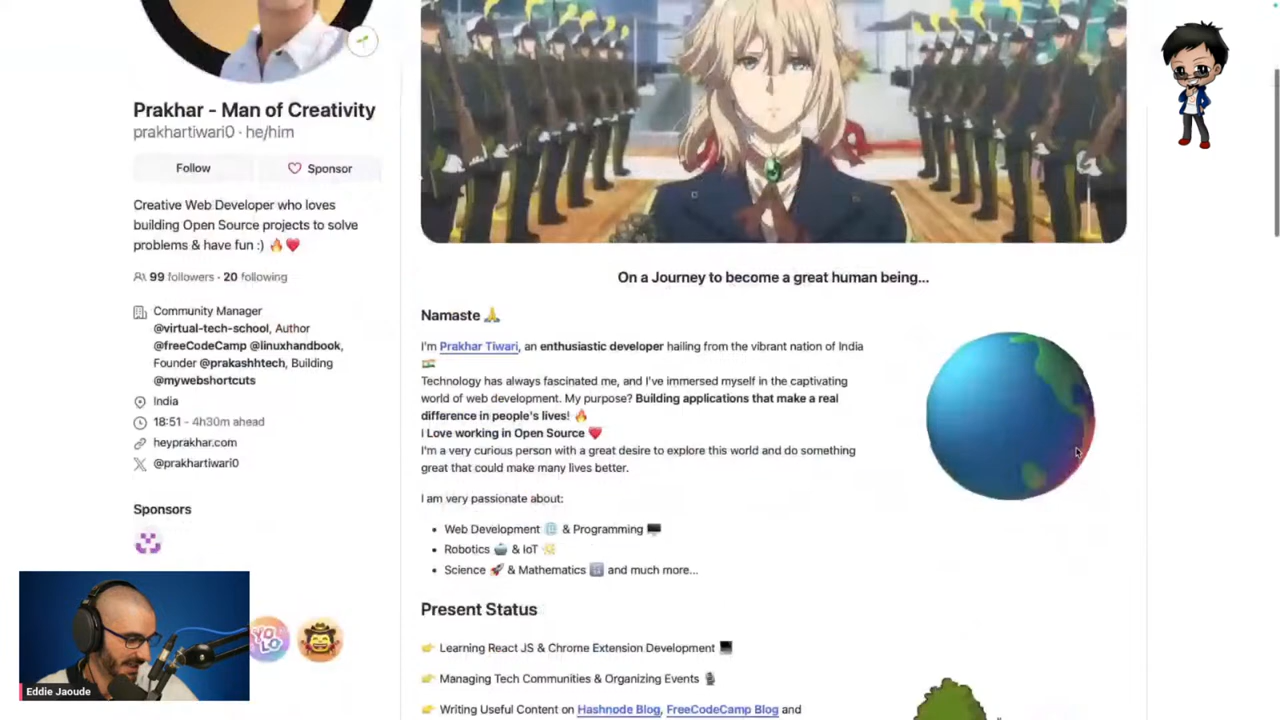 Prakhar - Man of Creativity
prakhartiwari0 · he/him
Follow
Sponsor
Creative Web Developer who loves
building Open Source projects to solve
problems & have fun :) 🔥❤️
99 followers · 20 following
Community Manager
@virtual-tech-school, Author
@freeCodeCamp @linuxhandbook,
Founder @prakashhtech, Building
@mywebshortcuts
India
18:51 - 4h30m ahead
heyprakhar.com
@prakhartiwari0
Sponsors
YO
LO
Eddie Jaoude
On a Journey to become a great human being...
Namaste 🙏
I'm Prakhar Tiwari, an enthusiastic developer hailing from the vibrant nation of India
🇮🇳
Technology has always fascinated me, and I've immersed myself in the captivating
world of web development. My purpose? Building applications that make a real
difference in people's lives! 🔥
I Love working in Open Source ❤️
I'm a very curious person with a great desire to explore this world and do something
great that could make many lives better.
I am very passionate about:
• Web Development 🌐 & Programming 💻
• Robotics 🤖 & IoT 🌟
• Science 🚀 & Mathematics 🔢 and much more...
Present Status
👉 Learning React JS & Chrome Extension Development 💻
👉 Managing Tech Communities & Organizing Events 🎙️
👉 Writing Useful Content on Hashnode Blog, FreeCodeCamp Blog and